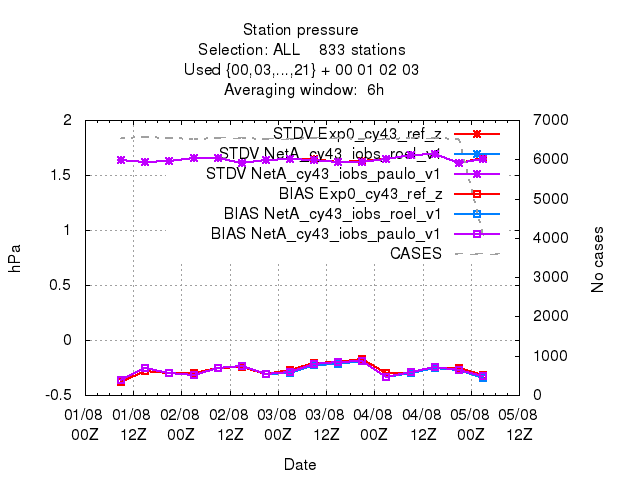 Station pressure
Selection: ALL    833 stations
Used {00,03,...,21} + 00 01 02 03
Averaging window:  6h
2
1.5
1
0.5
0
-0.5
hPa
7000
6000
5000
4000
3000
2000
1000
0
No cases
STDV Exp0_cy43_ref_z
STDV NetA_cy43_iobs_roel_v1
STDV NetA_cy43_iobs_paulo_v1
BIAS Exp0_cy43_ref_z
BIAS NetA_cy43_iobs_roel_v1
BIAS NetA_cy43_iobs_paulo_v1
CASES
01/08 01/08 02/08 02/08 03/08 03/08 04/08 04/08 05/08 05/08
00Z 12Z 00Z 12Z 00Z 12Z 00Z 12Z 00Z 12Z
Date